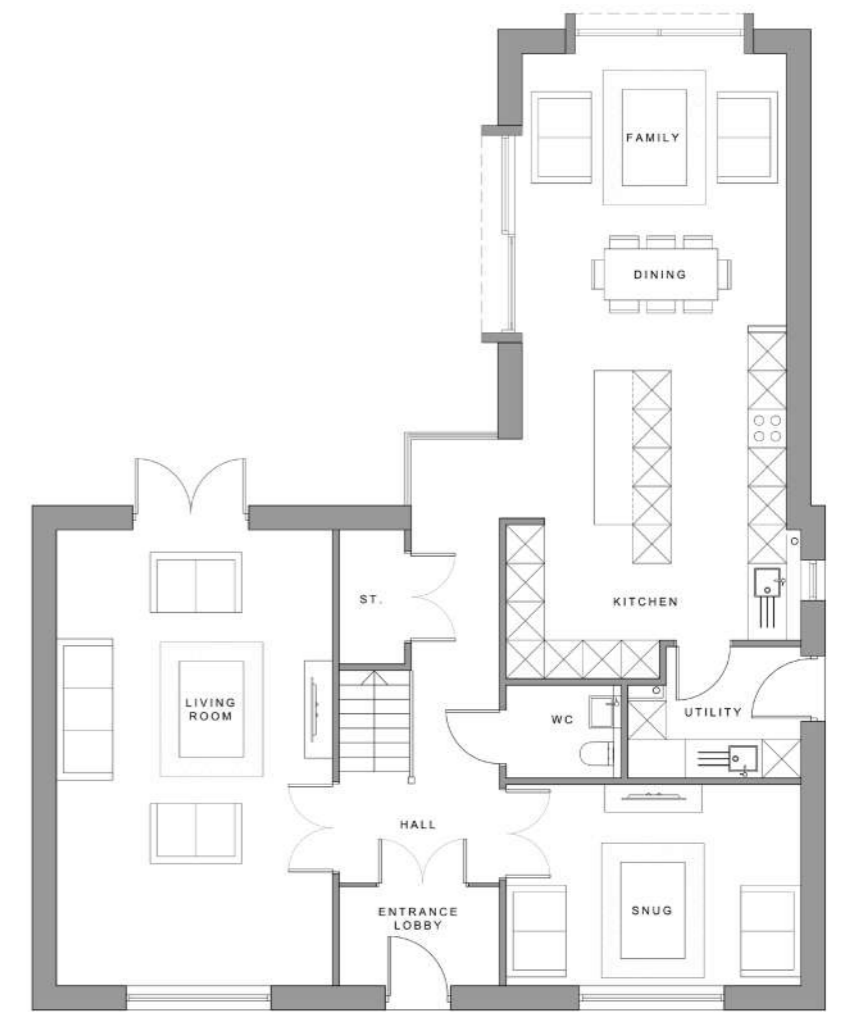 FAMILY
DINING
KITCHEN
ST.
LIVING
ROOM
WC
UTILITY
HALL
ENTRANCE
LOBBY
SNUG